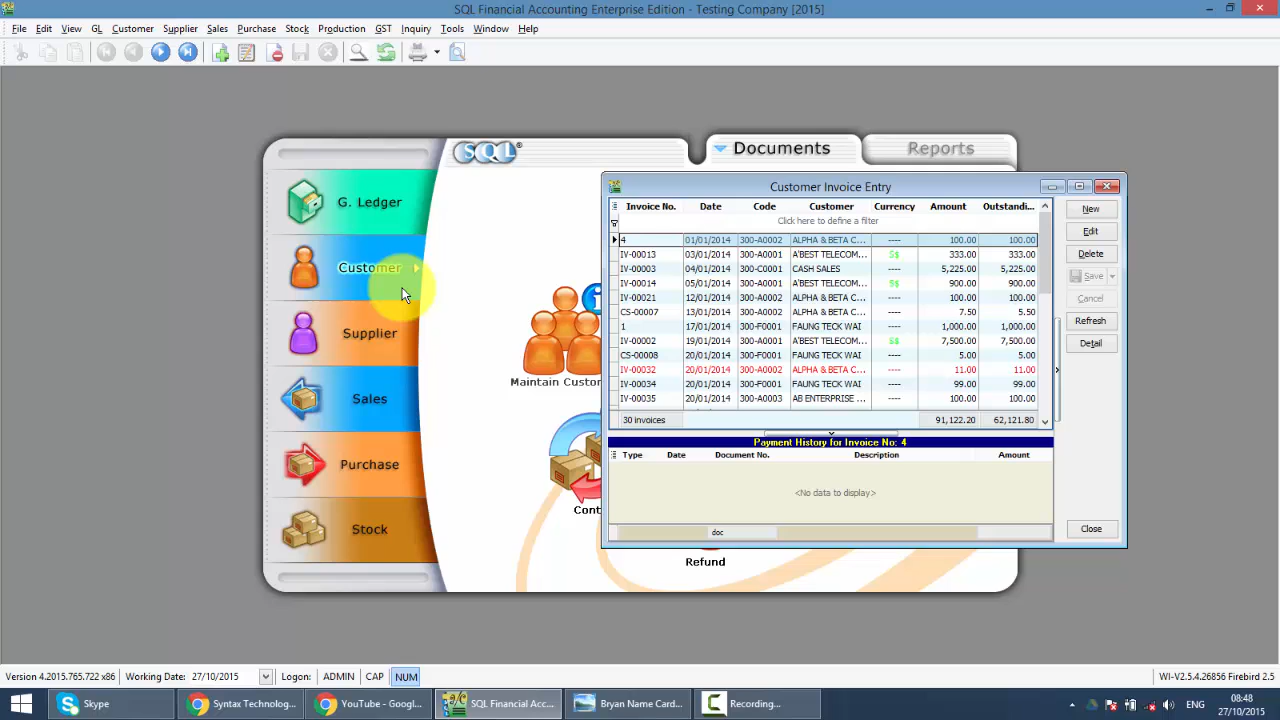 SQL Financial Accounting Enterprise Edition - Testing Company [2015]
File Edit View GL Customer Supplier Sales Purchase Stock Production GST Inquiry Tools Window Help
SQL®
Documents
Reports
G. Ledger
Customer
Supplier
Sales
Purchase
Stock
Maintain Custom
Cont
Refund
Customer Invoice Entry
Invoice No. Date Code Customer Currency Amount Outstandi...
Click here to define a filter
4 01/01/2014 300-A0002 ALPHA & BETA C... ---- 100.00 100.00
IV-00013 03/01/2014 300-A0001 A'BEST TELECOM... S$ 333.00 333.00
IV-00003 04/01/2014 300-C0001 CASH SALES ---- 5,225.00 5,225.00
IV-00014 05/01/2014 300-A0001 A'BEST TELECOM... S$ 900.00 900.00
IV-00021 12/01/2014 300-A0002 ALPHA & BETA C... ---- 100.00 100.00
CS-00007 13/01/2014 300-A0002 ALPHA & BETA C... ---- 7.50 5.50
1 17/01/2014 300-F0001 FAUNG TECK WAI ---- 1,000.00 1,000.00
IV-00002 19/01/2014 300-A0001 A'BEST TELECOM... S$ 7,500.00 7,500.00
CS-00008 20/01/2014 300-F0001 FAUNG TECK WAI ---- 5.00 5.00
IV-00032 20/01/2014 300-A0002 ALPHA & BETA C... ---- 11.00 11.00
IV-00034 20/01/2014 300-F0001 FAUNG TECK WAI ---- 99.00 99.00
IV-00035 20/01/2014 300-A0003 AB ENTERPRISE ... ---- 100.00 100.00
30 invoices 91,122.20 62,121.80
Payment History for Invoice No: 4
Type Date Document No. Description Amount
<No data to display>
doc
New
Edit
Delete
Save
Cancel
Refresh
Detail
Close
Version 4.2015.765.722 x86 Working Date: 27/10/2015 Logon: ADMIN CAP NUM WI-V2.5.4.26856 Firebird 2.5
Skype Syntax Technolog... YouTube - Googl... SQL Financial Acc... Bryan Name Card... Recording... ENG 08:48
27/10/2015